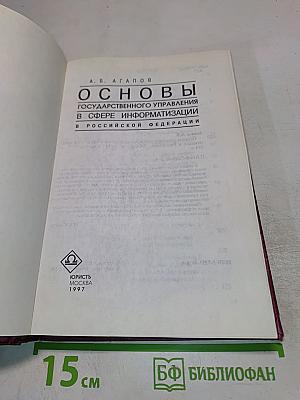 А. Б. АГАПОВ
ОСНОВЫ
ГОСУДАРСТВЕННОГО УПРАВЛЕНИЯ
В СФЕРЕ ИНФОРМАТИЗАЦИИ
В РОССИЙСКОЙ ФЕДЕРАЦИИ
ЮРИСТЪ
МОСКВА
1997
15 см
БФ БИБЛИОФАН